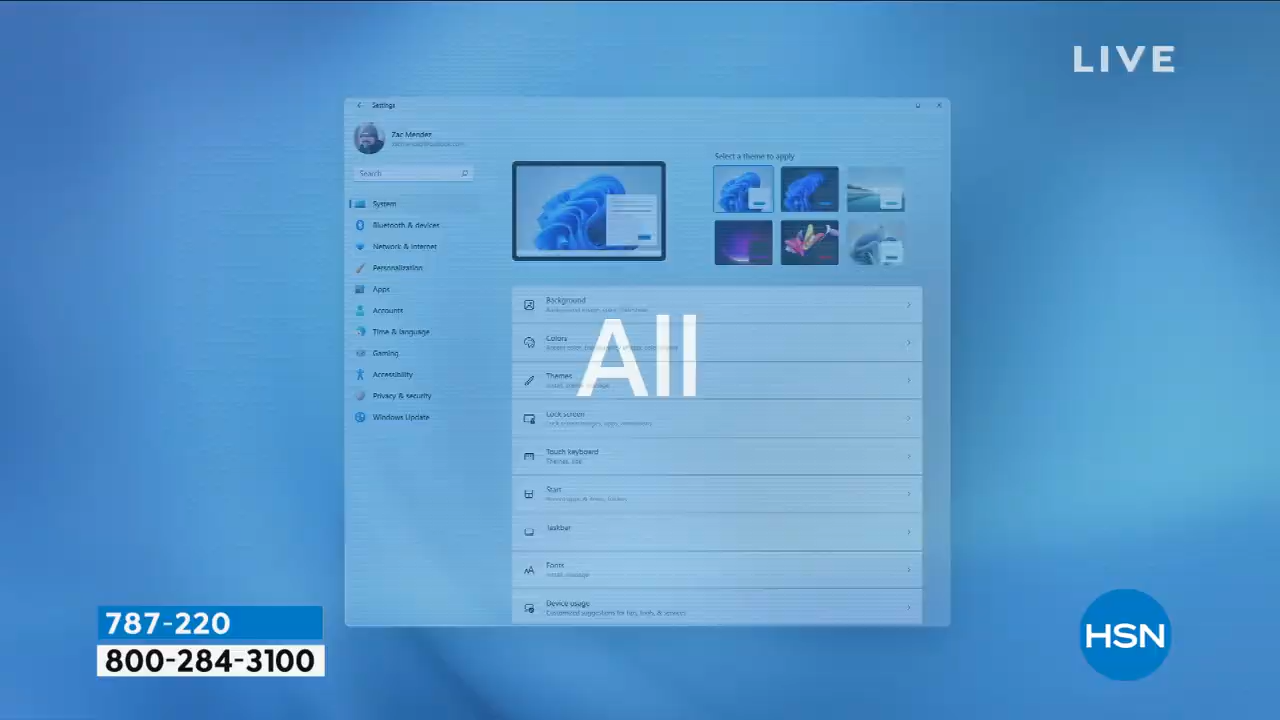 LIVE
Settings
Zac Mendez
Search
System
Bluetooth & devices
Network & internet
Personalization
Apps
Accounts
Time & language
Gaming
Accessibility
Privacy & security
Windows Update
Select a theme to apply
Background
Colors
Themes
Lock screen
Touch keyboard
Themes, size
Start
Taskbar
Fonts
Install, manage
Device usage
All
787-220
800-284-3100
HSN